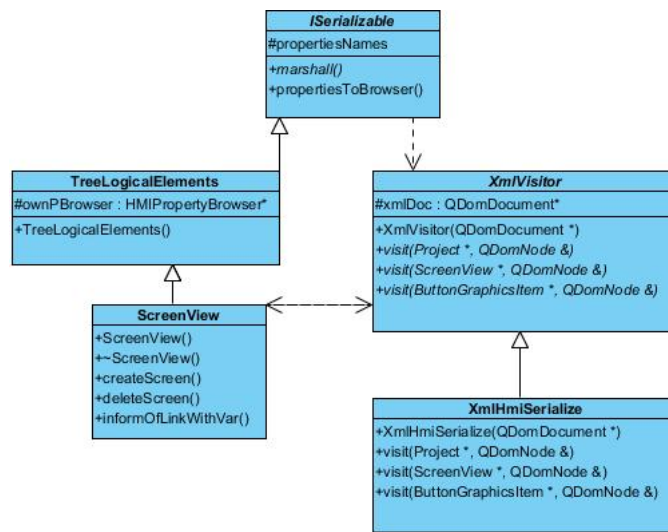 ISerializable
#propertiesNames
+marshall()
+propertiesToBrowser()
TreeLogicalElements
#ownPBrowser : HMIPropertyBrowser*
+TreeLogicalElements()
XmlVisitor
#xmlDoc : QDomDocument*
+XmlVisitor(QDomDocument *)
+visit(Project *, QDomNode &)
+visit(ScreenView *, QDomNode &)
+visit(ButtonGraphicsItem *, QDomNode &)
ScreenView
+ScreenView()
+~ScreenView()
+createScreen()
+deleteScreen()
+informOfLinkWithVar()
XmlHmiSerialize
+XmlHmiSerialize(QDomDocument *)
+visit(Project *, QDomNode &)
+visit(ScreenView *, QDomNode &)
+visit(ButtonGraphicsItem *, QDomNode &)